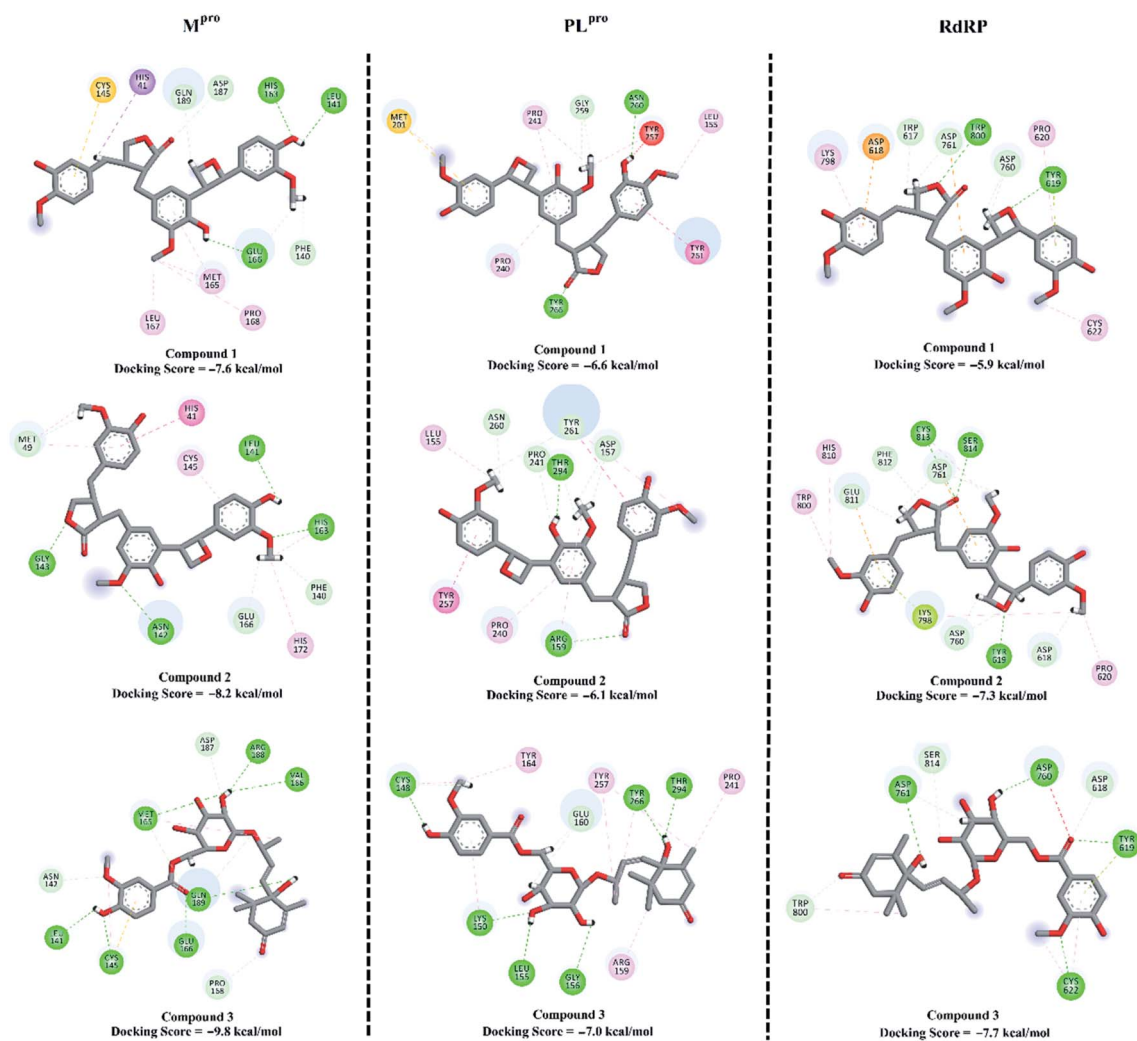 M^pro
PL^pro
RdRP
CYS
145
HIS
41
GLN
189
ASP
187
HIS
163
LEU
141
GLU
166
PHE
140
MET
165
LEU
167
PRO
168
Compound 1
Docking Score = −7.6 kcal/mol
MET
201
PRO
241
GLY
259
ASN
260
TYR
257
LEU
155
PRO
240
TYR
261
TYR
266
Compound 1
Docking Score = −6.6 kcal/mol
LYS
798
ASP
618
TRP
617
ASP
761
TRP
800
ASP
760
PRO
620
TYR
619
CYS
622
Compound 1
Docking Score = −5.9 kcal/mol
MET
49
HIS
41
CYS
145
LEU
141
HIS
163
GLY
143
ASN
142
GLU
166
PHE
140
HIS
172
Compound 2
Docking Score = −8.2 kcal/mol
LEU
155
ASN
260
PRO
241
THR
294
TYR
261
ASP
157
TYR
257
PRO
240
ARG
159
Compound 2
Docking Score = −6.1 kcal/mol
HIS
810
PHE
812
CYS
813
SER
814
TRP
800
GLU
811
ASP
761
LYS
798
ASP
760
TYR
619
ASP
618
PRO
620
Compound 2
Docking Score = −7.3 kcal/mol
ASP
187
ARG
188
VAL
186
MET
165
ASN
142
GLN
189
LEU
141
CYS
145
GLU
166
PRO
168
Compound 3
Docking Score = −9.8 kcal/mol
CYS
148
TYR
164
GLU
160
TYR
257
TYR
266
THR
294
PRO
241
LYS
150
LEU
155
GLY
156
ARG
159
Compound 3
Docking Score = −7.0 kcal/mol
SER
814
ASP
761
ASP
760
ASP
618
TYR
619
TRP
800
CYS
622
Compound 3
Docking Score = −7.7 kcal/mol